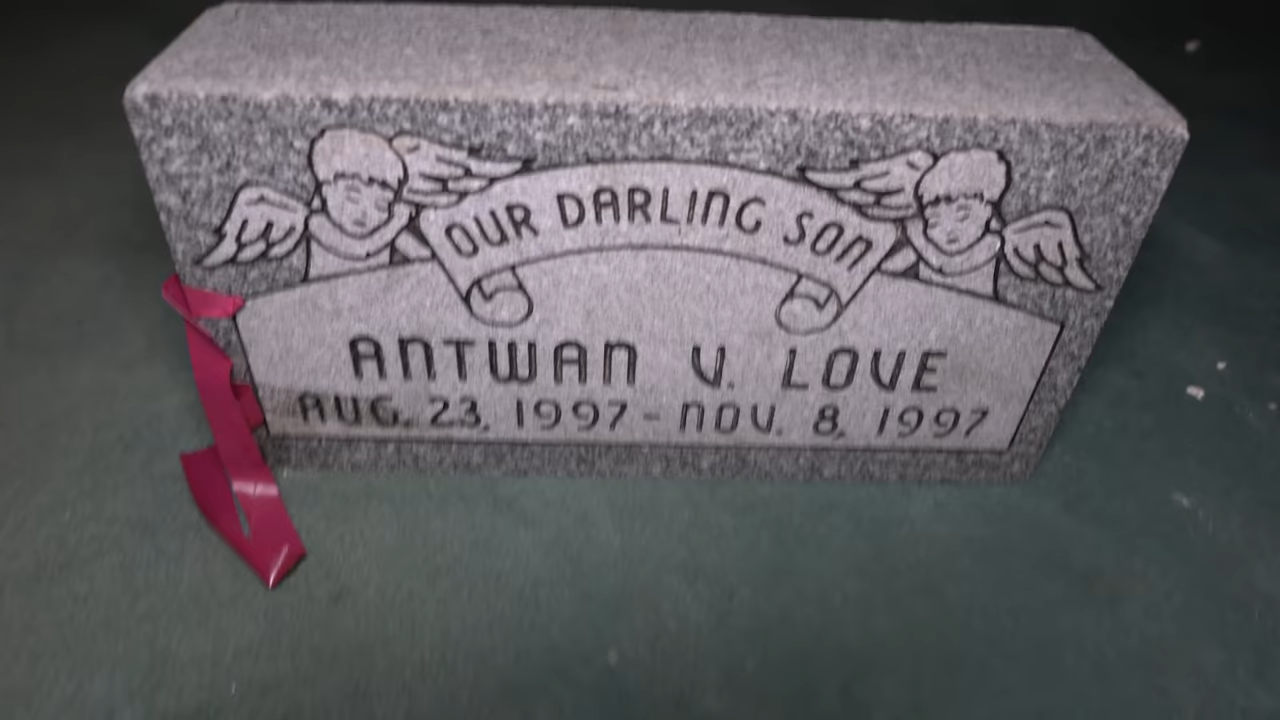 OUR DARLING SON
ANTWAN V. LOVE
AUG. 23, 1997 - NOV. 8, 1997